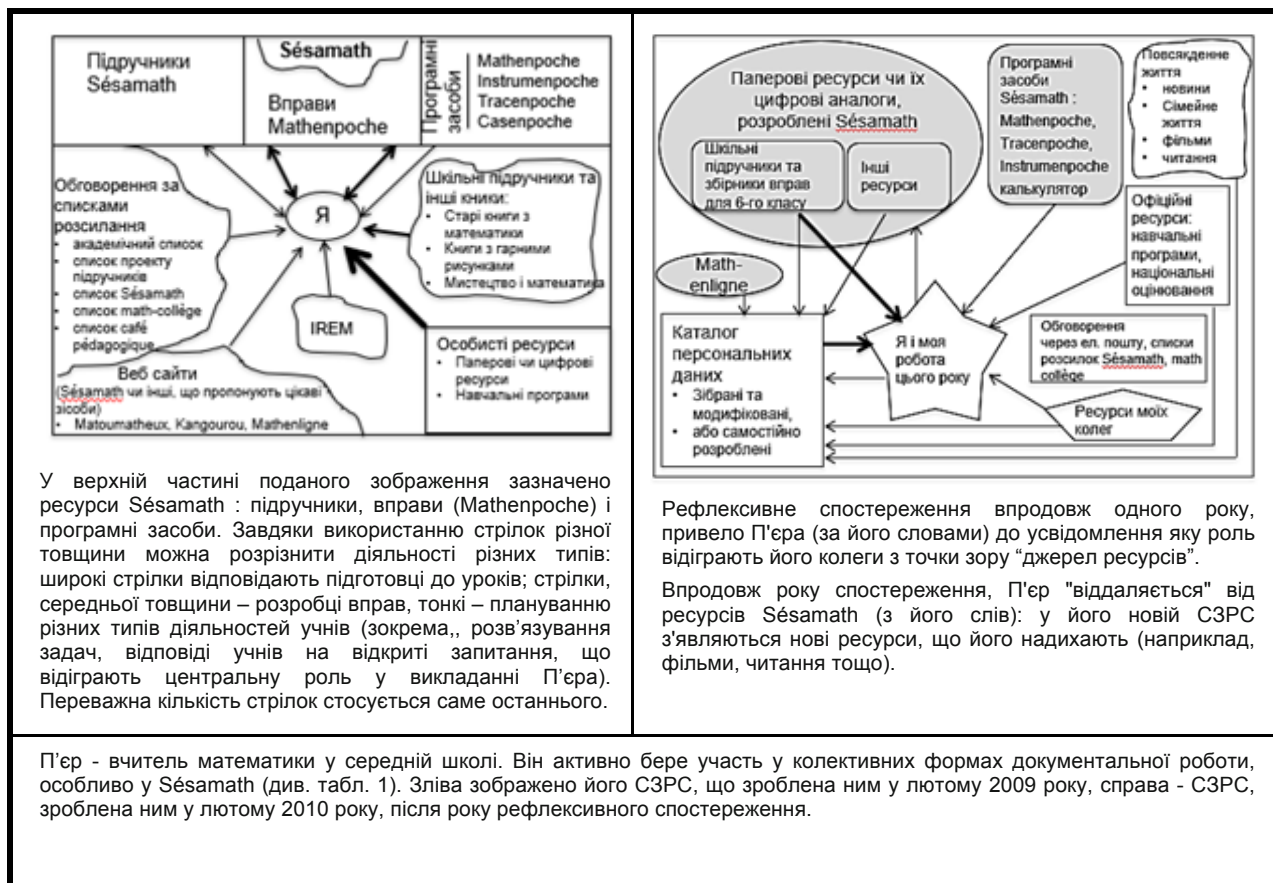 Підручники
Sésamath
Sésamath
Вправи
Mathenpoche
Програмні
засоби
Mathenpoche
Instrumenpoche
Tracenpoche
Casenpoche
Обговорення за
списками
розсилання
• академічний список
• список проекту
підручників
• список Sésamath
• список math-collège
• список café
pédagogique
Я
Шкільні підручники та
інші кники:
• Старі книги з
математики
• Книги з гарними
рисунками
• Мистецтво і математика
IREM
Особисті ресурси
• Паперові чи цифрові
ресурси
• Навчальні програми
Веб сайти
(Sésamath чи інші, що пропонують цікаві
зісоби)
• Matoumatheux, Kangourou, Mathenligne
У верхній частині поданого зображення зазначено
ресурси Sésamath : підручники, вправи (Mathenpoche) і
програмні засоби. Завдяки використанню стрілок різної
товщини можна розрізнити діяльності різних типів:
широкі стрілки відповідають підготовці до уроків; стрілки,
середньої товщини – розробці вправ, тонкі – плануванню
різних типів діяльностей учнів (зокрема,, розв’язування
задач, відповіді учнів на відкриті запитання, що
відіграють центральну роль у викладанні П’єра).
Переважна кількість стрілок стосується саме останнього.
Паперові ресурси чи їх
цифрові аналоги,
розроблені Sésamath
Шкільні
підручники та
збірники вправ
для 6-го класу
Інші
ресурси
Програмні
засоби
Sésamath :
Mathenpoche,
Tracenpoche,
Instrumenpoche
калькулятор
Повсякденне
життя
• новини
• Сімейне
життя
• фільми
• читання
Офіційні
ресурси:
навчальні
програми,
національні
оцінювання
Math-
enligne
Каталог
персональних
даних
• Зібрані та
модифіковані,
• або самостійно
розроблені
Я і моя
робота
цього року
Обговорення
через ел. пошту, списки
розсилок Sésamath, math
collège
Ресурси моїх
колег
Рефлексивне спостереження впродовж одного року,
привело П'єра (за його словами) до усвідомлення яку роль
відіграють його колеги з точки зору “джерел ресурсів”.
Впродовж року спостереження, П'єр "віддаляється" від
ресурсів Sésamath (з його слів): у його новій СЗРС
з'являються нові ресурси, що його надихають (наприклад,
фільми, читання тощо).
П’єр - вчитель математики у середній школі. Він активно бере участь у колективних формах документальної роботи,
особливо у Sésamath (див. табл. 1). Зліва зображено його СЗРС, що зроблена ним у лютому 2009 року, справа - СЗРС,
зроблена ним у лютому 2010 року, після року рефлексивного спостереження.